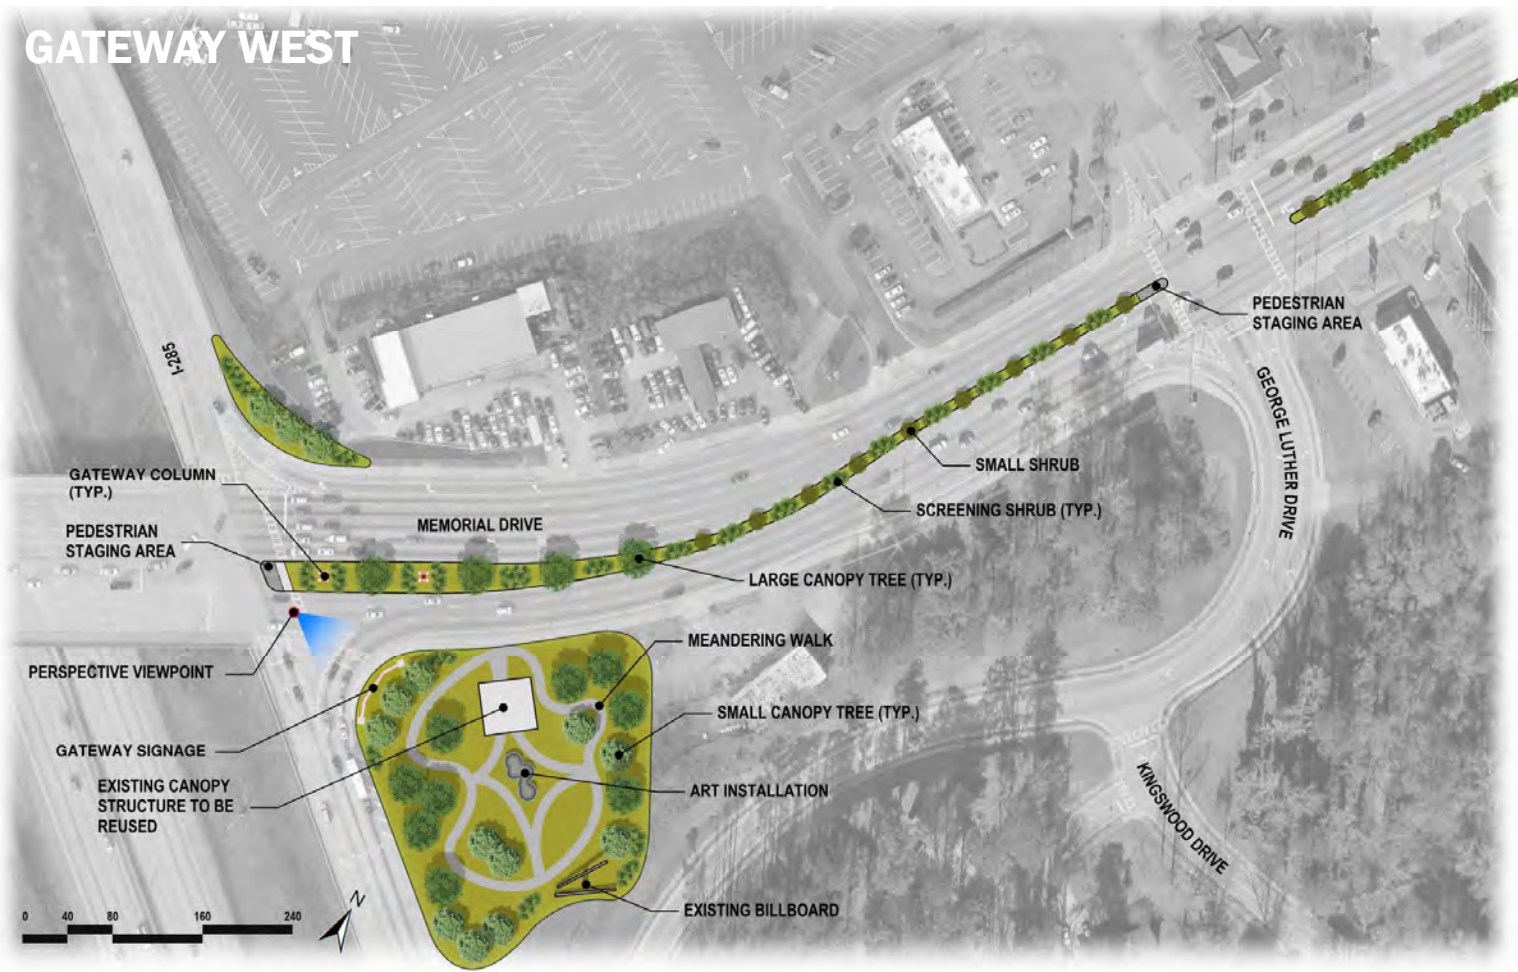 GATEWAY WEST
PEDESTRIAN
STAGING AREA
I-285
GEORGE LUTHER DRIVE
GATEWAY COLUMN
(TYP.)
SMALL SHRUB
SCREENING SHRUB (TYP.)
MEMORIAL DRIVE
PEDESTRIAN
STAGING AREA
LARGE CANOPY TREE (TYP.)
MEANDERING WALK
PERSPECTIVE VIEWPOINT
SMALL CANOPY TREE (TYP.)
GATEWAY SIGNAGE
EXISTING CANOPY
STRUCTURE TO BE
REUSED
ART INSTALLATION
KINGSWOOD DRIVE
EXISTING BILLBOARD
N
0 40 80 160 240